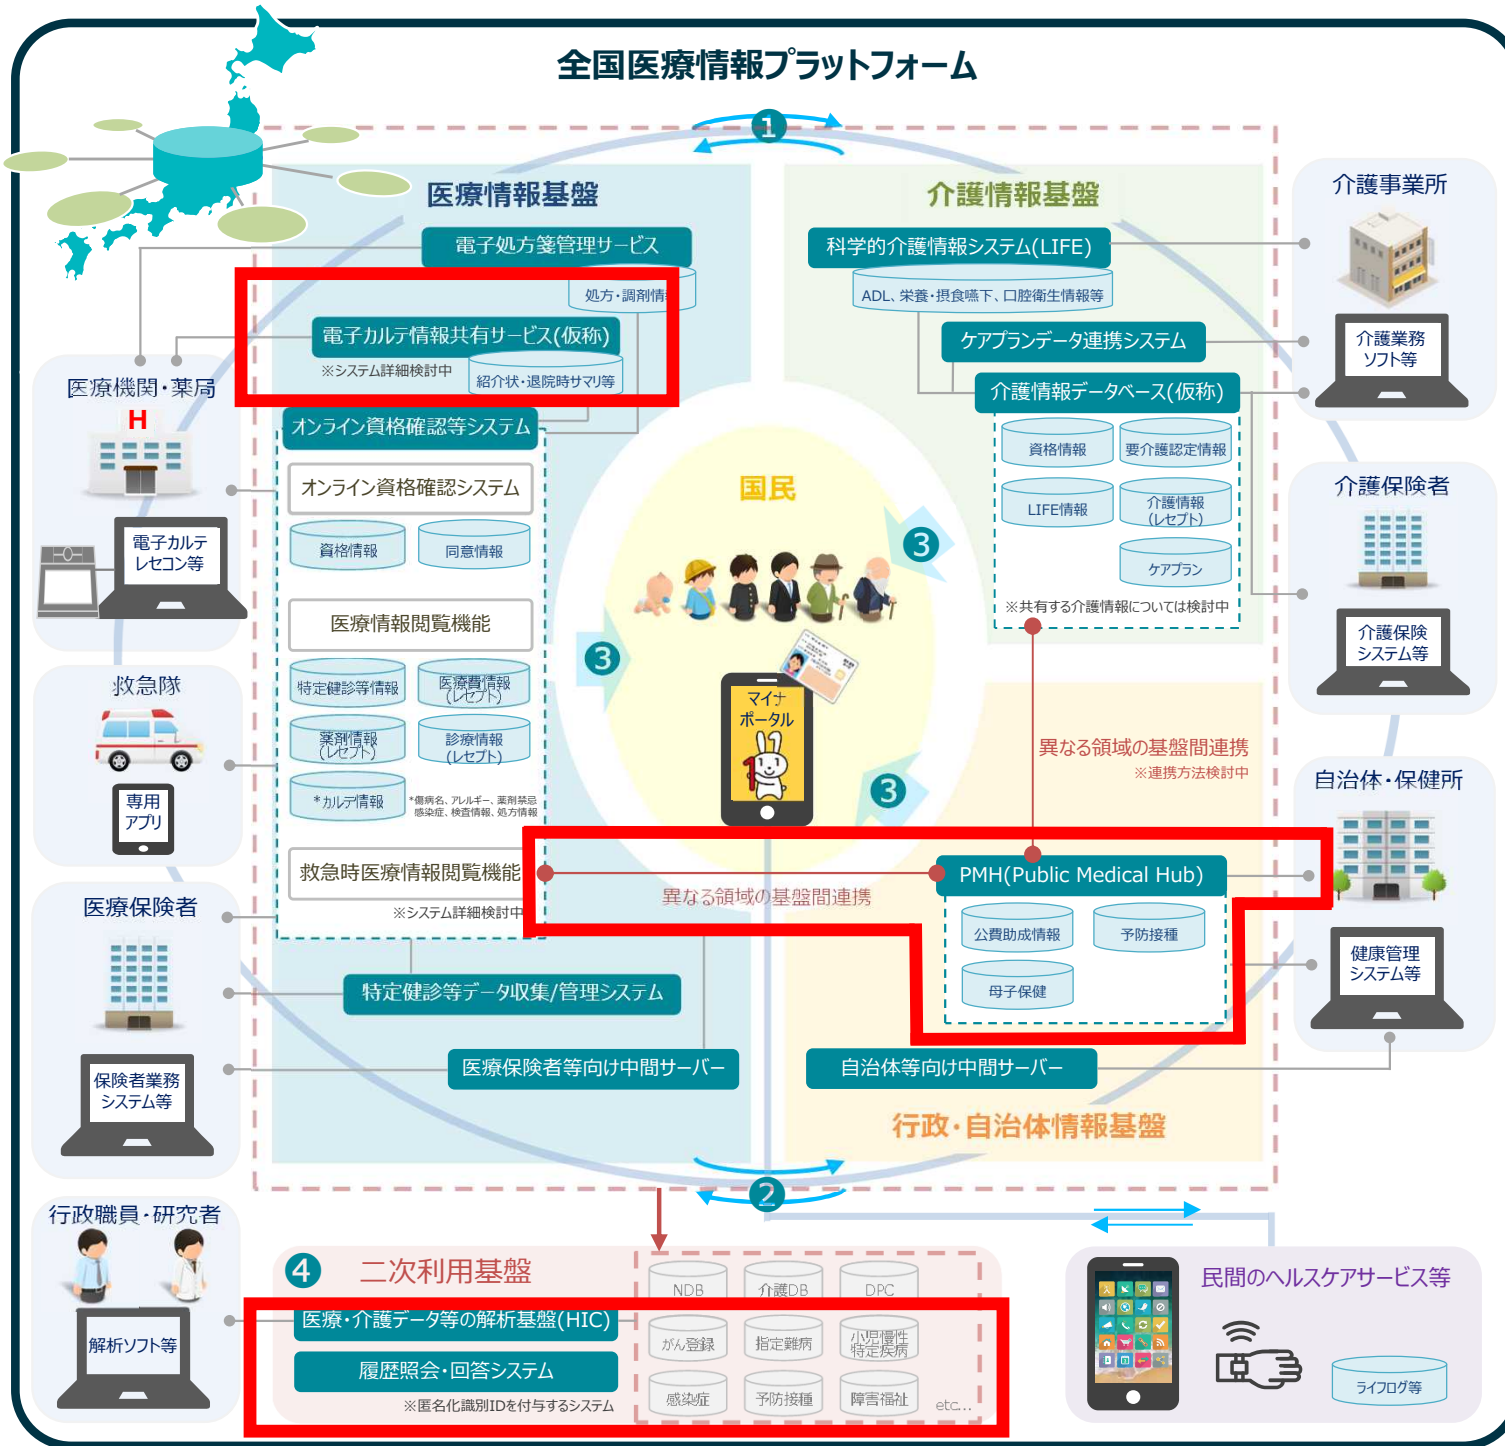 全国医療情報プラットフォーム
1
医療情報基盤
電子処方箋管理サービス
処方・調剤情報
電子カルテ情報共有サービス(仮称)
※システム詳細検討中
紹介状・退院時サマリ等
オンライン資格確認等システム
オンライン資格確認システム
資格情報
同意情報
医療情報閲覧機能
特定健診等情報
医療費情報
(レセプト)
薬剤情報
(レセプト)
診療情報
(レセプト)
*カルテ情報
*傷病名、アレルギー、薬剤禁忌
感染症、検査情報、処方情報
救急時医療情報閲覧機能
※システム詳細検討中
特定健診等データ収集/管理システム
医療保険者等向け中間サーバー
介護情報基盤
科学的介護情報システム(LIFE)
ADL、栄養・摂食嚥下、口腔衛生情報等
ケアプランデータ連携システム
介護情報データベース(仮称)
資格情報
要介護認定情報
LIFE情報
介護情報
(レセプト)
ケアプラン
※共有する介護情報については検討中
国民
3
3
3
マイナ
ポータル
1
異なる領域の基盤間連携
※連携方法検討中
異なる領域の基盤間連携
PMH(Public Medical Hub)
公費助成情報
予防接種
母子保健
自治体等向け中間サーバー
行政・自治体情報基盤
2
医療機関・薬局
H
電子カルテ
レセコン等
救急隊
専用
アプリ
医療保険者
保険者業務
システム等
行政職員・研究者
解析ソフト等
介護事業所
介護業務
ソフト等
介護保険者
介護保険
システム等
自治体・保健所
健康管理
システム等
4
二次利用基盤
医療・介護データ等の解析基盤(HIC)
履歴照会・回答システム
※匿名化識別IDを付与するシステム
NDB
介護DB
DPC
がん登録
指定難病
小児慢性
特定疾病
感染症
予防接種
障害福祉
etc...
民間のヘルスケアサービス等
ライフログ等